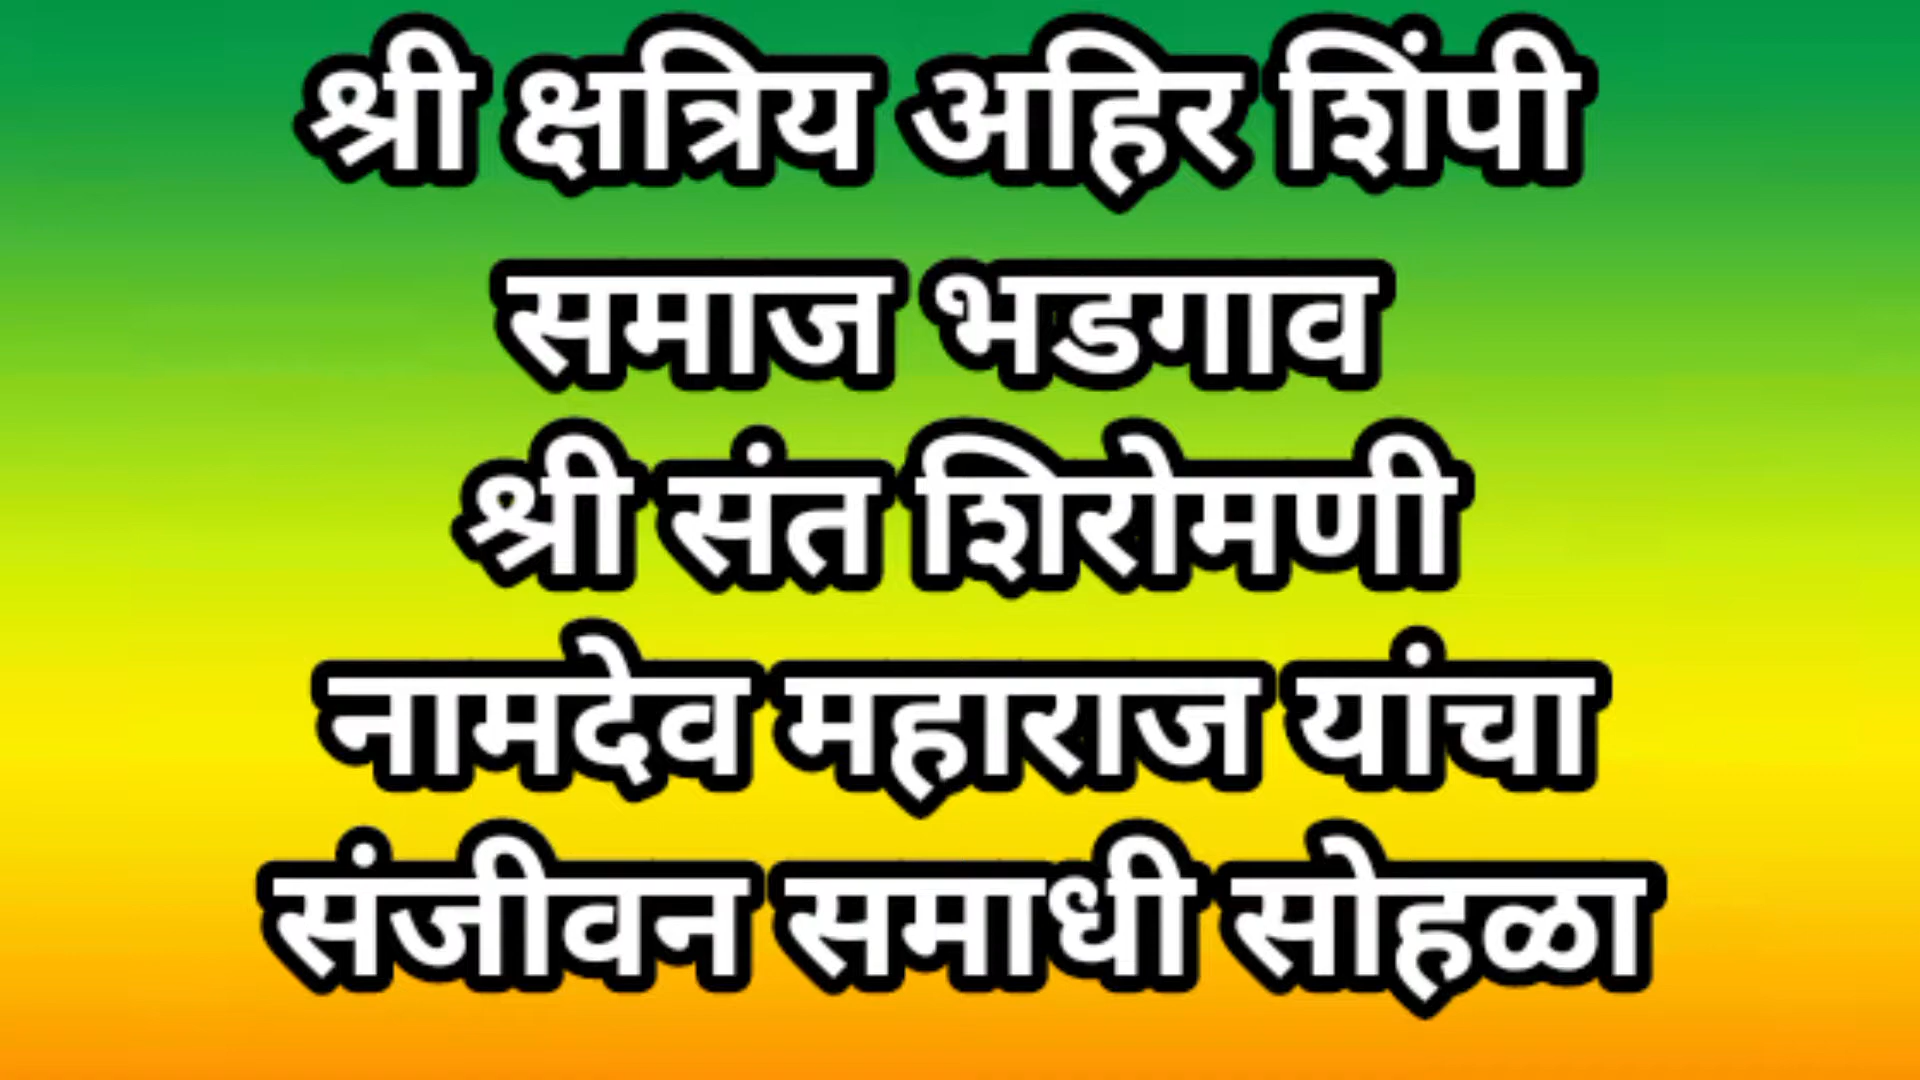 श्री क्षत्रिय अहिर शिंपी
समाज भडगाव
श्री संत शिरोमणी
नामदेव महाराज यांचा
संजीवन समाधी सोहळा